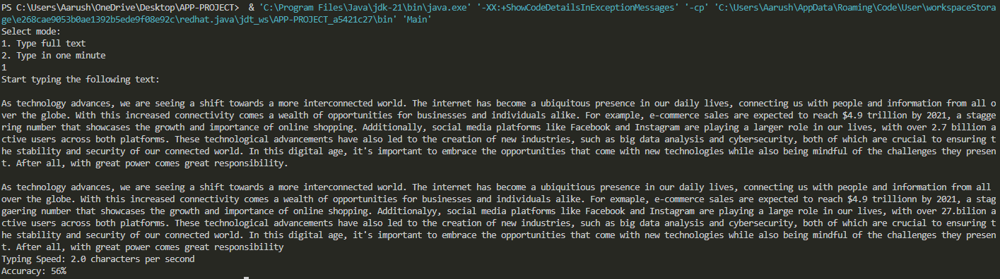 PS C:\Users\Aarush\OneDrive\Desktop\APP-PROJECT>  & 'C:\Program Files\Java\jdk-21\bin\java.exe' '-XX:+ShowCodeDetailsInExceptionMessages' '-cp' 'C:\Users\Aarush\AppData\Roaming\Code\User\workspaceStora
ge\e268cae9053b0ae1392b5ede9f08e92c\redhat.java\jdt_ws\APP-PROJECT_a5421c27\bin' 'Main'
Select mode:
1. Type full text
2. Type in one minute
1
Start typing the following text:

As technology advances, we are seeing a shift towards a more interconnected world. The internet has become a ubiquitous presence in our daily lives, connecting us with people and information from all o
ver the globe. With this increased connectivity comes a wealth of opportunities for businesses and individuals alike. For example, e-commerce sales are expected to reach $4.9 trillion by 2021, a stagge
ring number that showcases the growth and importance of online shopping. Additionally, social media platforms like Facebook and Instagram are playing a larger role in our lives, with over 2.7 billion a
ctive users across both platforms. These technological advancements have also led to the creation of new industries, such as big data analysis and cybersecurity, both of which are crucial to ensuring t
he stability and security of our connected world. In this digital age, it's important to embrace the opportunities that come with new technologies while also being mindful of the challenges they presen
t. After all, with great power comes great responsibility.

As technology advances, we are seeing a shift towards a more interconnected world. The internet has become a ubiquitious presence in our daily lives, connecting us with people and information from all
over the globe. With this increased connectivity comes a wealth of opportunities for businesses and individuals alike. For exmaple, e-commerce sales are expected to reach $4.9 trillionn by 2021, a stag
gaering number that showcases the growth and importance of online shopping. Additionalyy, social media platforms like Facebook and Instagram are playing a large role in our lives, with over 27.bilion a
ctive users across both platforms. These technological advancements have also led to the creation of new industries, such as big data analysis and cybersecurity, both of which are crucial to ensuring t
he stability and security of our connected world. In this digital age, it's important to embrace the opportunities that come with new technologies while also being mindful of the challenges they presen
t. After all, with great power comes great responsibility
Typing Speed: 2.0 characters per second
Accuracy: 56%